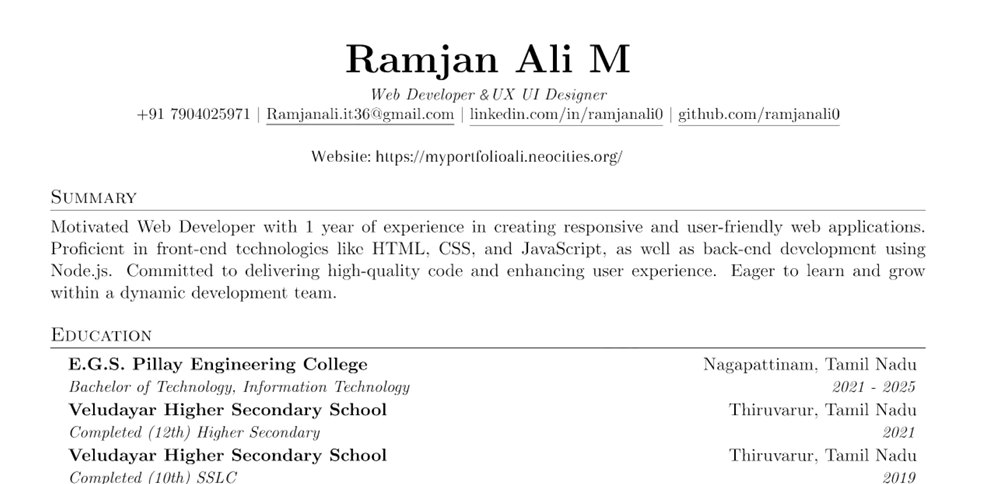 Ramjan Ali M
Web Developer & UX UI Designer
+91 7904025971 | Ramjanali.it36@gmail.com | linkedin.com/in/ramjanali0 | github.com/ramjanali0
Website: https://myportfolioali.neocities.org/
Summary
Motivated Web Developer with 1 year of experience in creating responsive and user-friendly web applications.
Proficient in front-end technologies like HTML, CSS, and JavaScript, as well as back-end development using
Node.js. Committed to delivering high-quality code and enhancing user experience. Eager to learn and grow
within a dynamic development team.
Education
E.G.S. Pillay Engineering College Nagapattinam, Tamil Nadu
Bachelor of Technology, Information Technology 2021 - 2025
Veludayar Higher Secondary School Thiruvarur, Tamil Nadu
Completed (12th) Higher Secondary 2021
Veludayar Higher Secondary School Thiruvarur, Tamil Nadu
Completed (10th) SSLC 2019